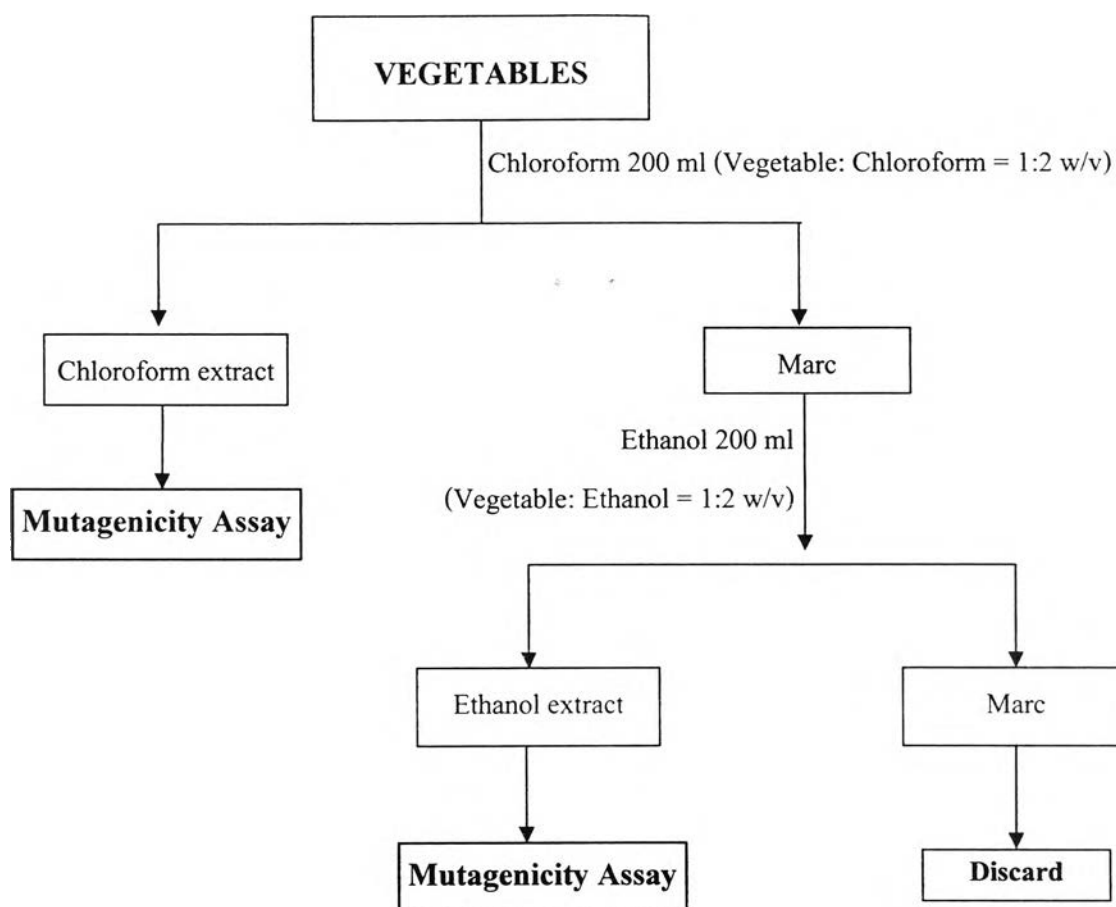 VEGETABLES
Chloroform 200 ml (Vegetable: Chloroform = 1:2 w/v)
Chloroform extract
Marc
Mutagenicity Assay
Ethanol 200 ml
(Vegetable: Ethanol = 1:2 w/v)
Ethanol extract
Marc
Mutagenicity Assay
Discard